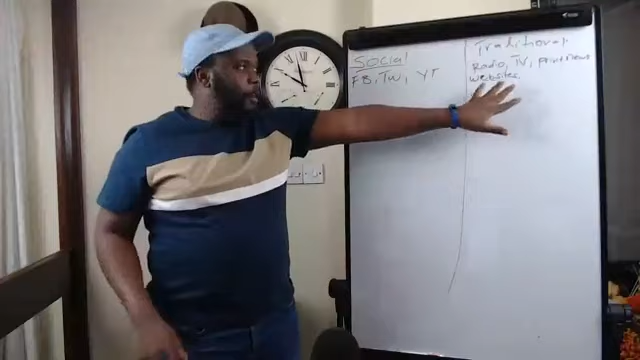 Social
FB, TW, YT
Traditional
Radio, TV, print news
websites